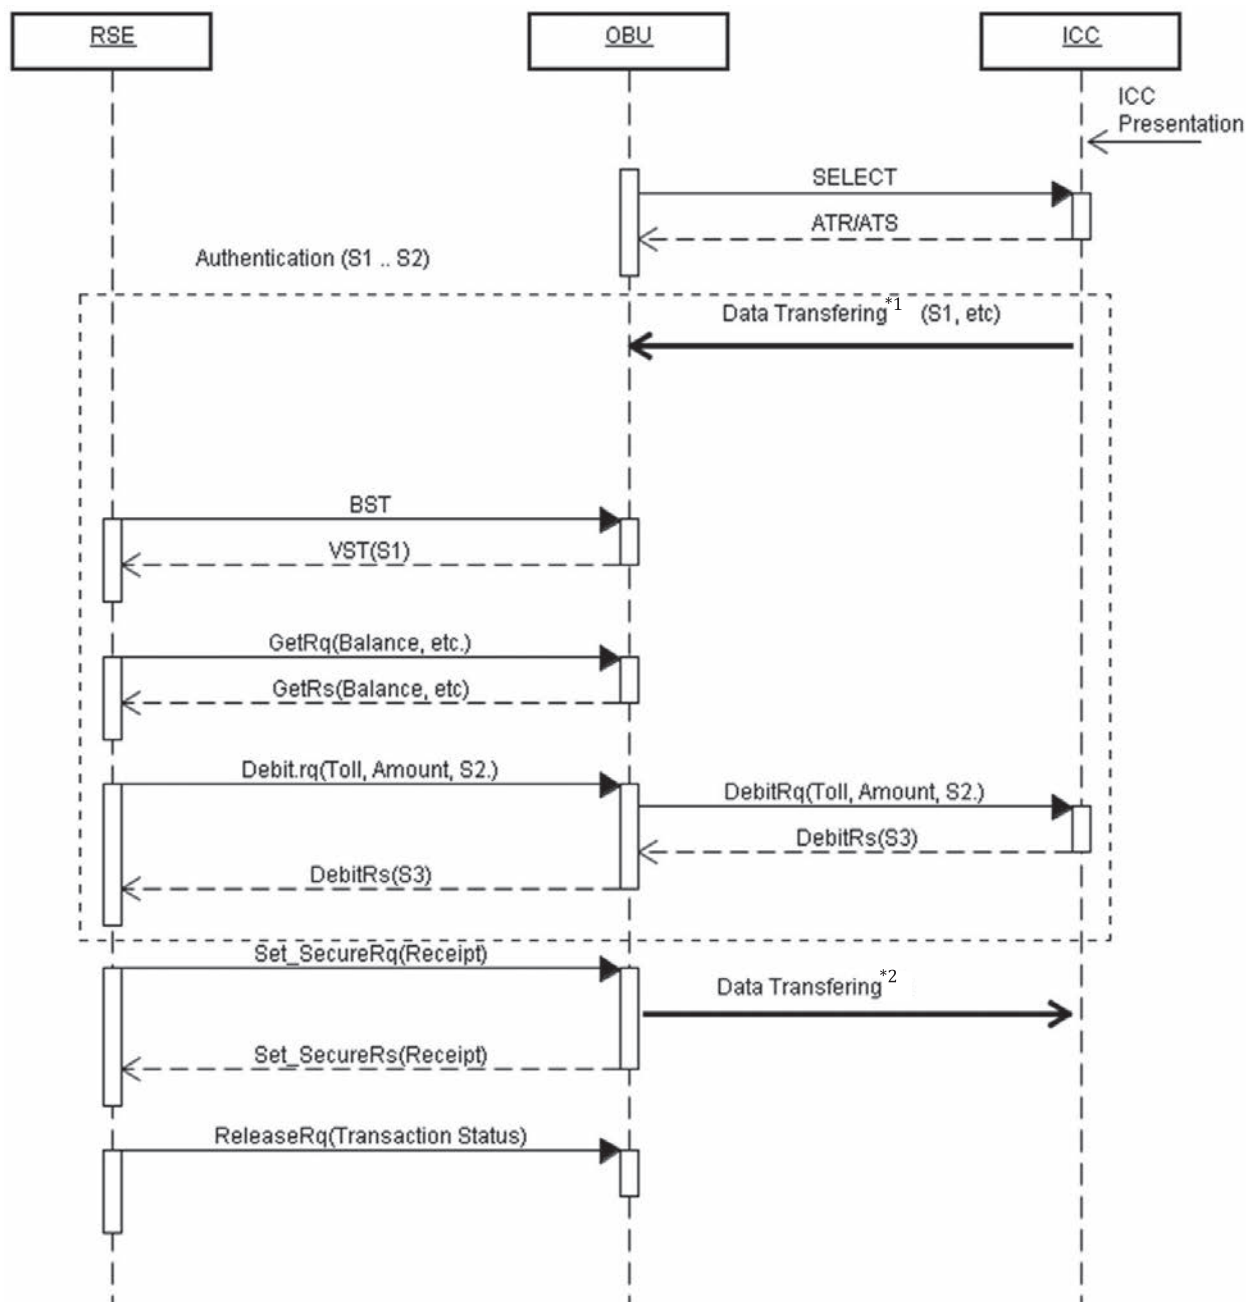 RSE
OBU
ICC
ICC
Presentation
SELECT
ATR/ATS
Authentication (S1 .. S2)
Data Transfering*1 (S1, etc)
BST
VST(S1)
GetRq(Balance, etc.)
GetRs(Balance, etc)
Debit.rq(Toll, Amount, S2.)
DebitRq(Toll, Amount, S2.)
DebitRs(S3)
DebitRs(S3)
Set_SecureRq(Receipt)
Data Transfering*2
Set_SecureRs(Receipt)
ReleaseRq(Transaction Status)